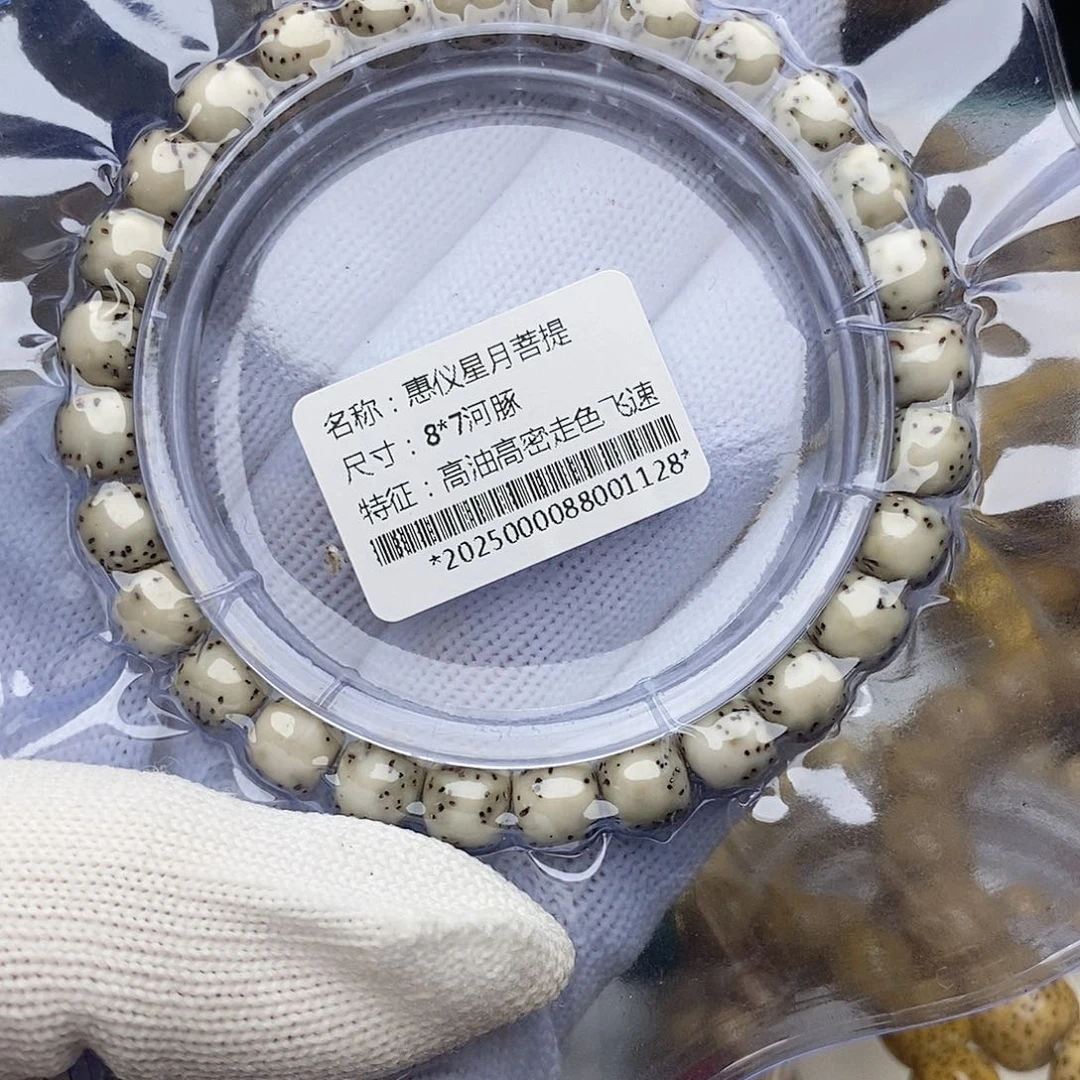 名称：惠仪星月菩提
尺寸：8*7河豚
特征：高油高密走色飞速
*2025000088001128*